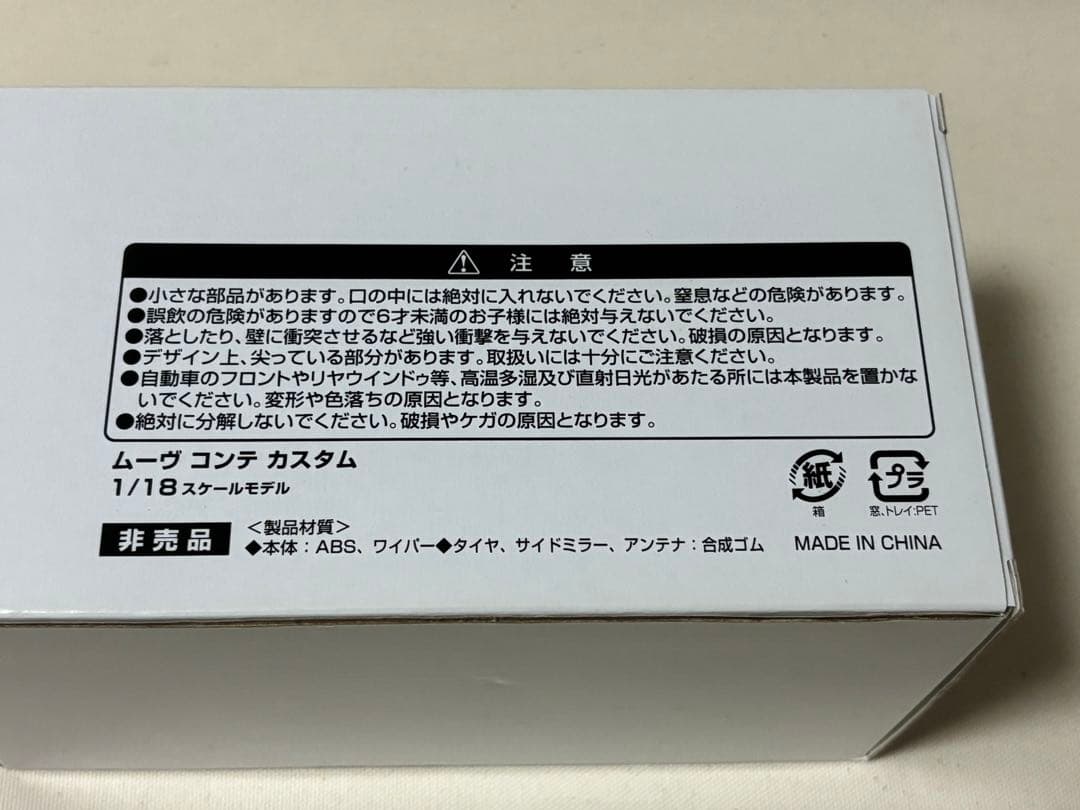 注 意
●小さな部品があります。口の中には絶対に入れないでください。窒息などの危険があります。
●誤飲の危険がありますので6才未満のお子様には絶対与えないでください。
●落としたり、壁に衝突させるなど強い衝撃を与えないでください。破損の原因となります。
●デザイン上、尖っている部分があります。取扱いには十分にご注意ください。
●自動車のフロントやリヤウインドゥ等、高温多湿及び直射日光があたる所には本製品を置かな
いでください。変形や色落ちの原因となります。
●絶対に分解しないでください。破損やケガの原因となります。
ムーヴ コンテ カスタム
1/18スケールモデル
紙
箱
プラ
窓、トレイ:PET
非売品
＜製品材質＞
◆本体：ABS、ワイパー◆タイヤ、サイドミラー、アンテナ：合成ゴム
MADE IN CHINA